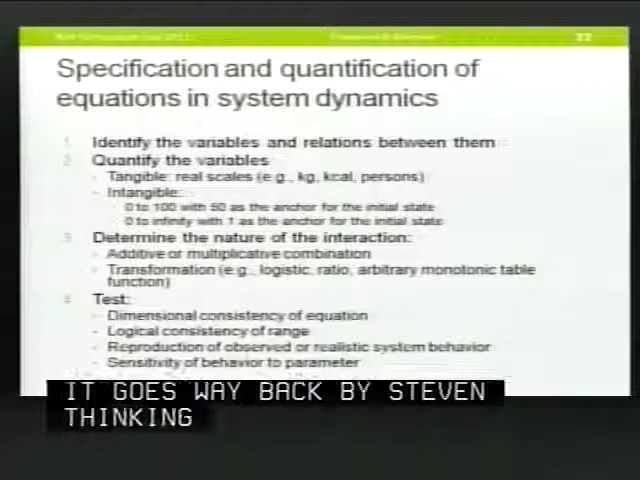 22
Specification and quantification of
equations in system dynamics
1. Identify the variables and relations between them
2. Quantify the variables
- Tangible: real scales (e.g., kg, kcal, persons)
- Intangible:
0 to 100 with 50 as the anchor for the initial state
0 to infinity with 1 as the anchor for the initial state
3. Determine the nature of the interaction:
- Additive or multiplicative combination
- Transformation (e.g., logistic, ratio, arbitrary monotonic table
function)
4. Test:
- Dimensional consistency of equation
- Logical consistency of range
- Reproduction of observed or realistic system behavior
- Sensitivity of behavior to parameter
IT GOES WAY BACK BY STEVEN
THINKING